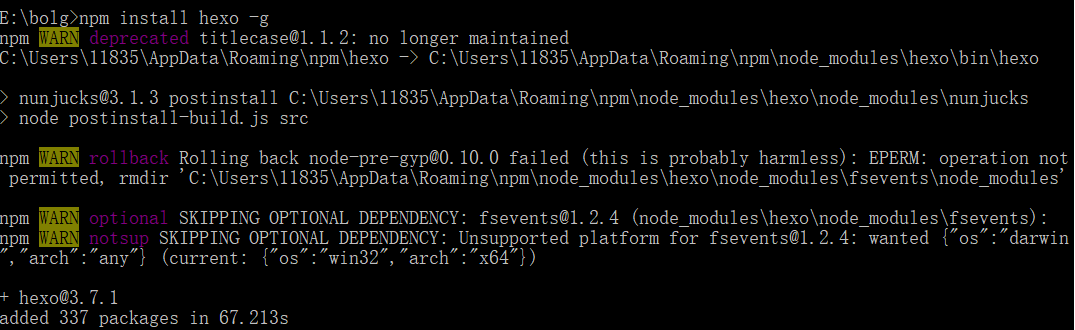 E:\bolg>npm install hexo -g
npm WARN deprecated titlecase@1.1.2: no longer maintained
C:\Users\11835\AppData\Roaming\npm\hexo -> C:\Users\11835\AppData\Roaming\npm\node_modules\hexo\bin\hexo
> nunjucks@3.1.3 postinstall C:\Users\11835\AppData\Roaming\npm\node_modules\hexo\node_modules\nunjucks
> node postinstall-build.js src
npm WARN rollback Rolling back node-pre-gyp@0.10.0 failed (this is probably harmless): EPERM: operation not
permitted, rmdir 'C:\Users\11835\AppData\Roaming\npm\node_modules\hexo\node_modules\fsevents\node_modules'
npm WARN optional SKIPPING OPTIONAL DEPENDENCY: fsevents@1.2.4 (node_modules\hexo\node_modules\fsevents):
npm WARN notsup SKIPPING OPTIONAL DEPENDENCY: Unsupported platform for fsevents@1.2.4: wanted {"os":"darwin
","arch":"any"} (current: {"os":"win32","arch":"x64"})
+ hexo@3.7.1
added 337 packages in 67.213s